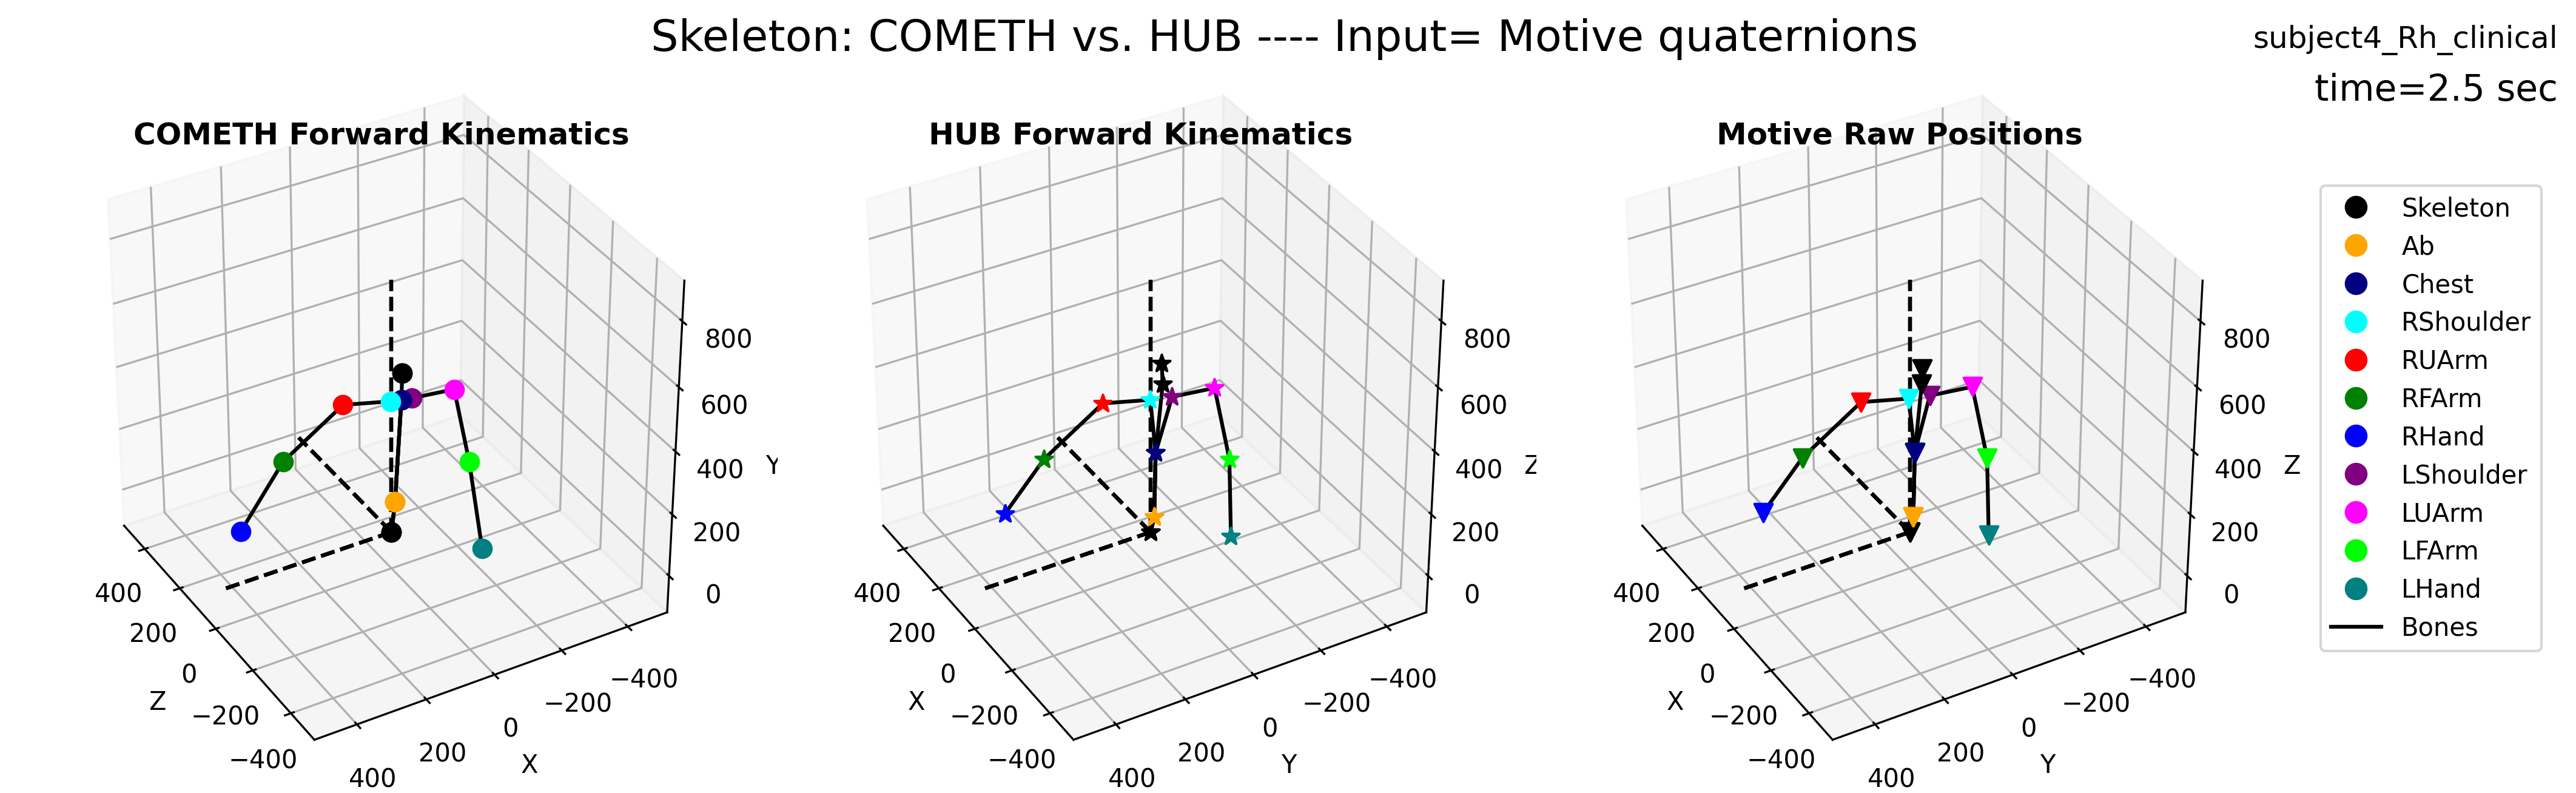 Skeleton: COMETH vs. HUB ---- Input= Motive quaternions
subject4_Rh_clinical
time=2.5 sec
COMETH Forward Kinematics
800
600
400
200
0
Y
400
200
0
−200
−400
Z
400
200
0
−200
−400
X
HUB Forward Kinematics
800
600
400
200
0
Z
400
200
0
−200
−400
X
400
200
0
−200
−400
Y
Motive Raw Positions
800
600
400
200
0
Z
400
200
0
−200
−400
X
400
200
0
−200
−400
Y
Skeleton
Ab
Chest
RShoulder
RUArm
RFArm
RHand
LShoulder
LUArm
LFArm
LHand
Bones